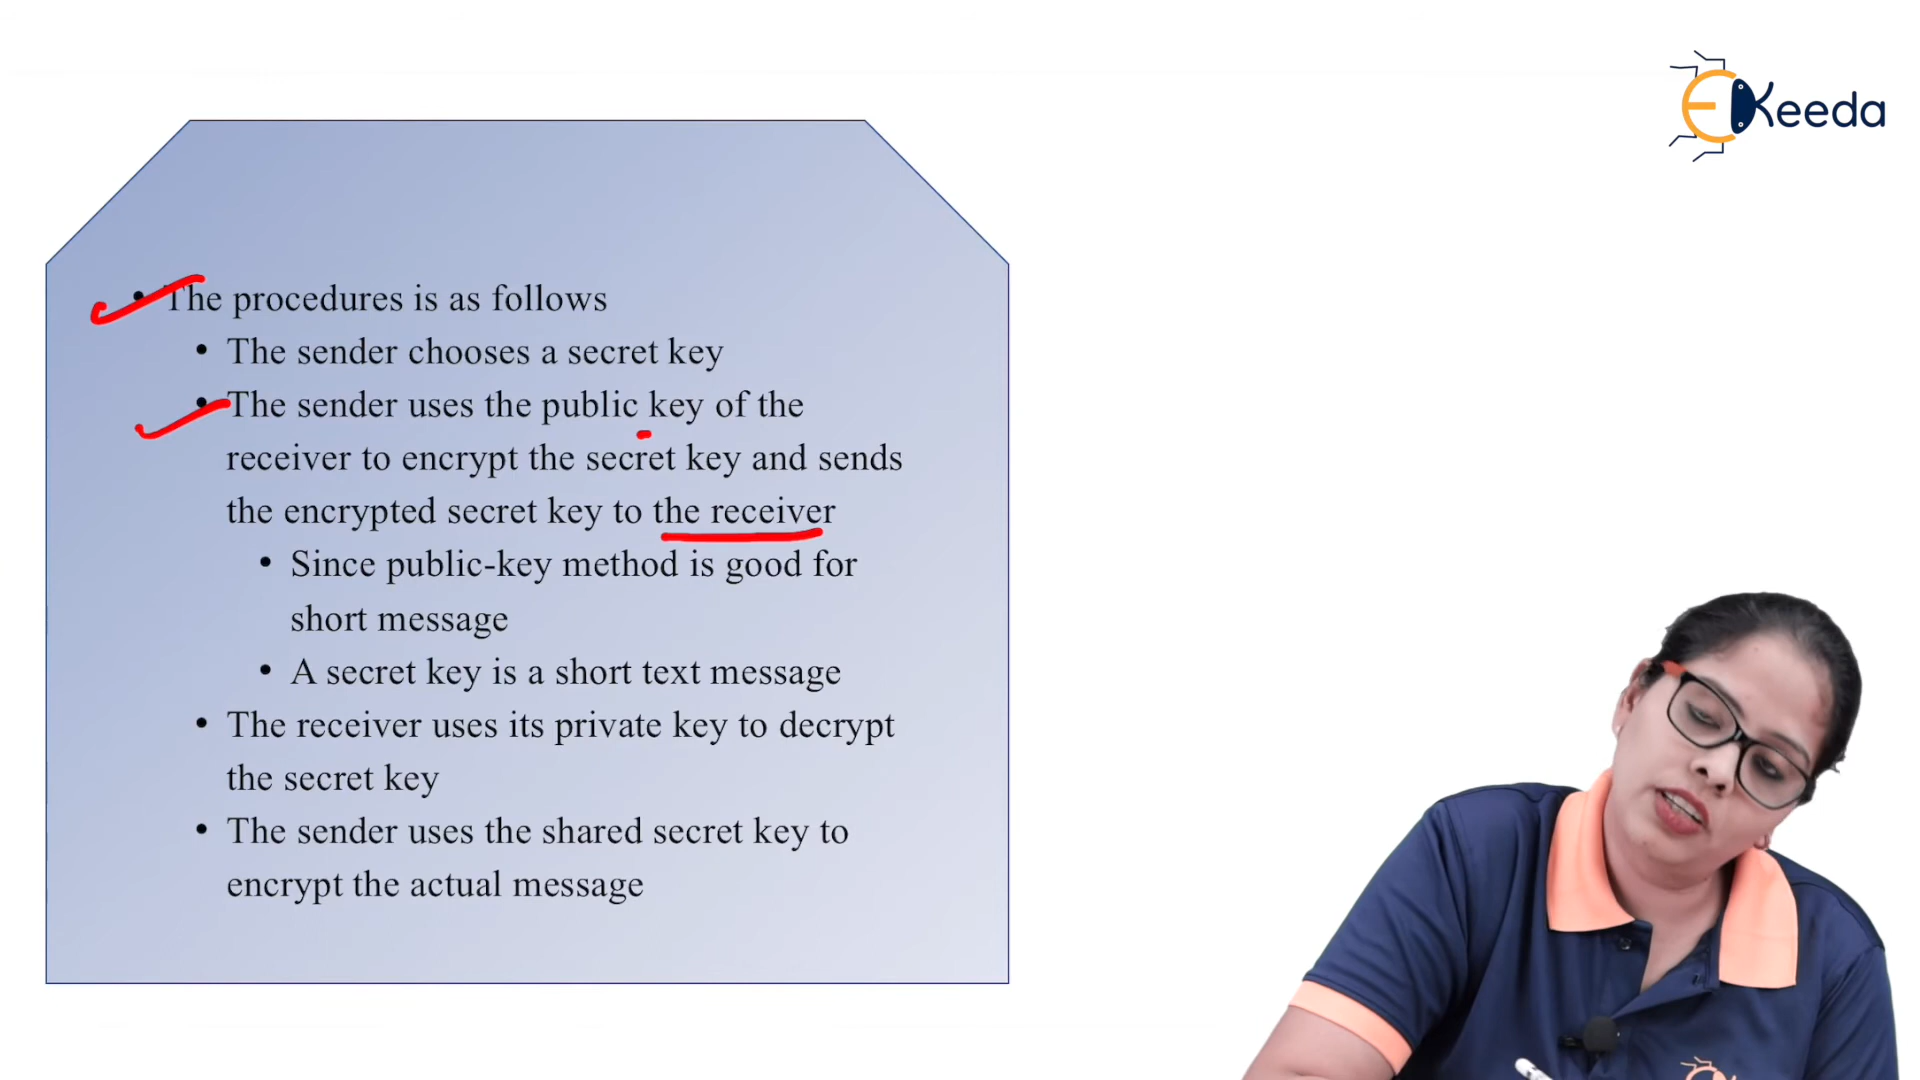 EKeeda
The procedures is as follows
The sender chooses a secret key
The sender uses the public key of the
receiver to encrypt the secret key and sends
the encrypted secret key to the receiver
Since public-key method is good for
short message
A secret key is a short text message
The receiver uses its private key to decrypt
the secret key
The sender uses the shared secret key to
encrypt the actual message